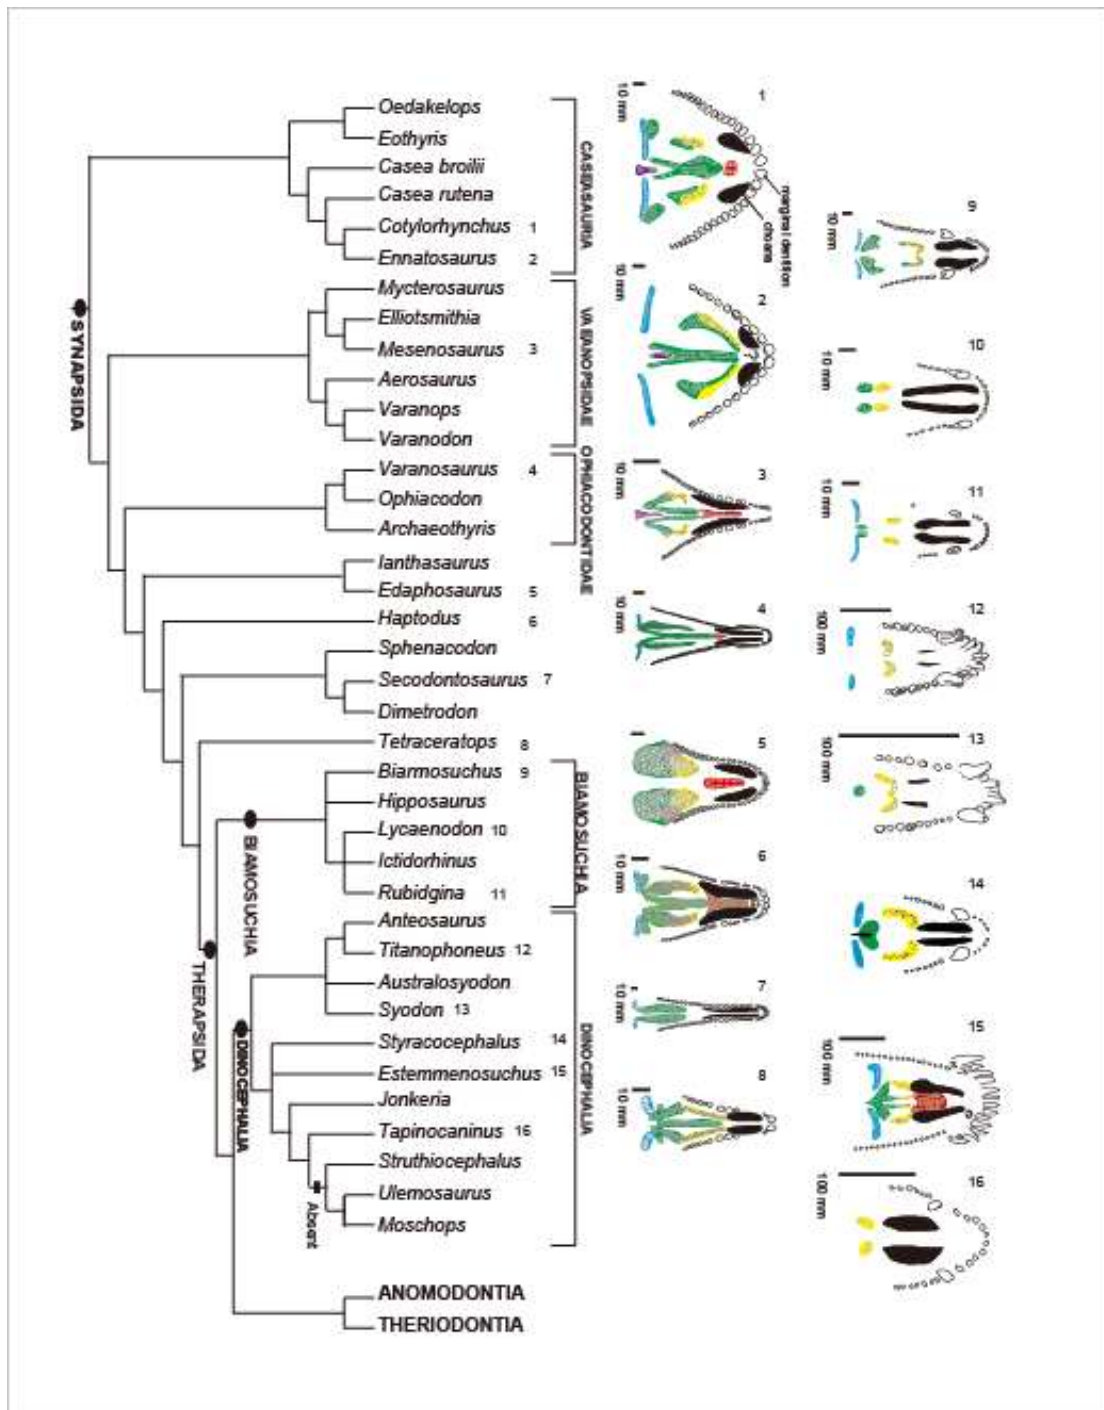 Oedakelops
Eothyris
Casea broilii
Casea rutena
Cotylorhynchus 1
Ennatosaurus 2
Mycterosaurus
Elliotsmithia
Mesenosaurus 3
Aerosaurus
Varanops
Varanodon
Varanosaurus 4
Ophiacodon
Archaeothyris
Ianthasaurus
Edaphosaurus 5
Haptodus 6
Sphenacodon
Secodontosaurus 7
Dimetrodon
Tetraceratops 8
Biarmosuchus 9
Hipposaurus
Lycaenodon 10
Ictidorhinus
Rubidgina 11
Anteosaurus
Titanophoneus 12
Australosyodon
Syodon 13
Styracocephalus 14
Estemmenosuchus 15
Jonkeria
Tapinocaninus 16
Struthiocephalus
Ulemosaurus
Moschops
ANOMODONTIA
THERIODONTIA
SYNAPSIDA
THERAPSIDA
BIAMOSUCHIA
DINOCEPHALIA
Absent
CASEASAURIA
VAEANOPSIDAE
OPHIACODONTIDAE
BIAMOSUCHIA
DINOCEPHALIA
1
10 mm
marginal dentition
choana
2
10 mm
3
10 mm
4
10 mm
5
6
10 mm
7
10 mm
8
10 mm
9
10 mm
10
10 mm
11
10 mm
12
100 mm
13
100 mm
14
15
100 mm
16
100 mm